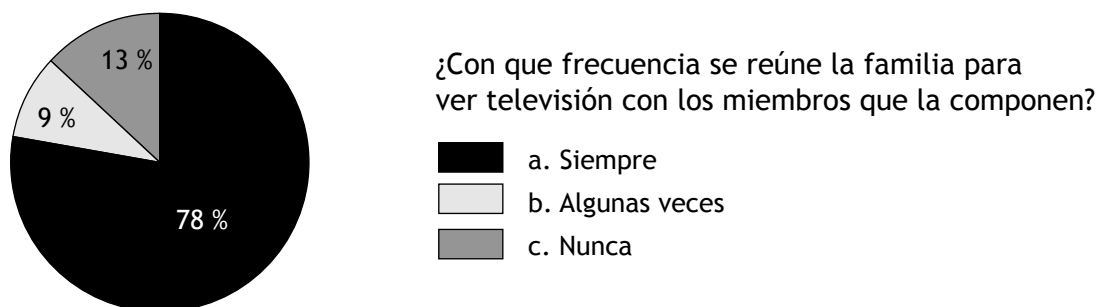 13 %
9 %
78 %
¿Con que frecuencia se reúne la familia para
ver televisión con los miembros que la componen?
a. Siempre
b. Algunas veces
c. Nunca